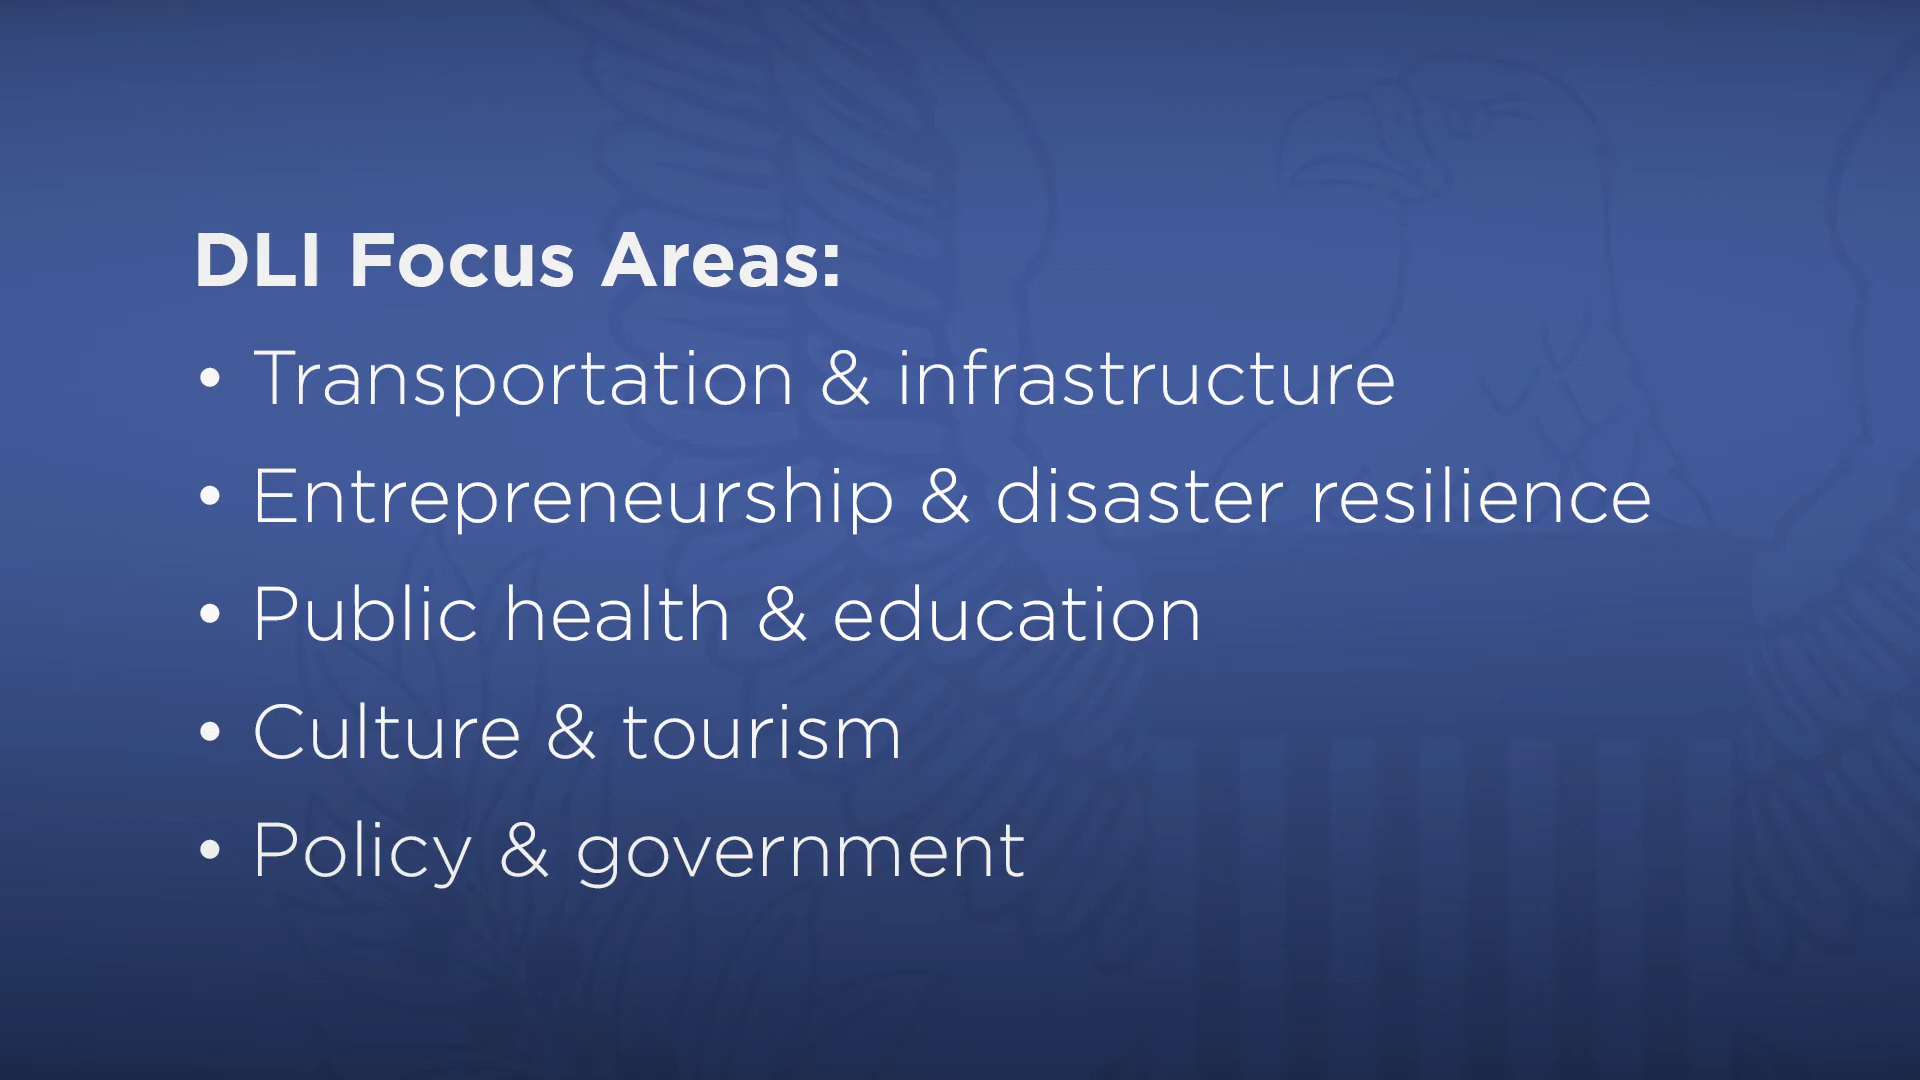 DLI Focus Areas:
• Transportation & infrastructure
• Entrepreneurship & disaster resilience
• Public health & education
• Culture & tourism
• Policy & government